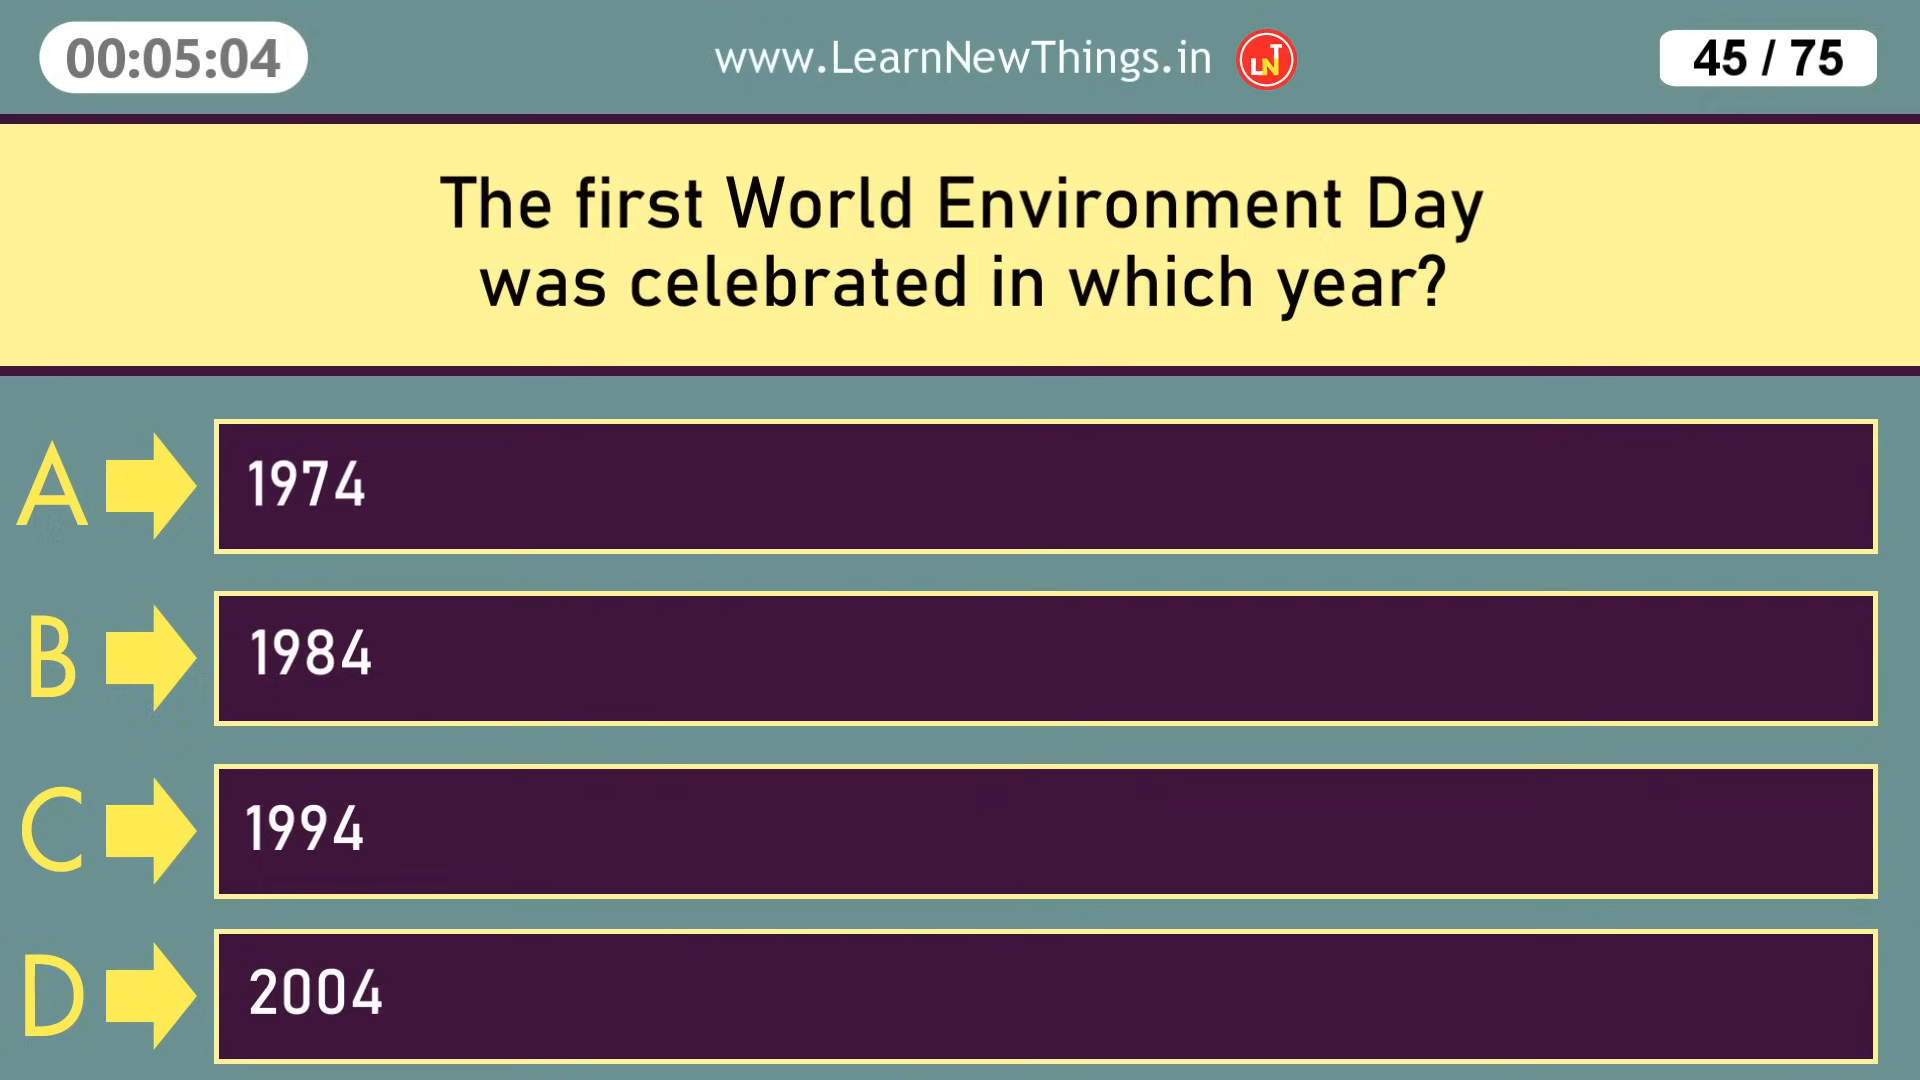 00:05:04
www.LearnNewThings.in
LNT
45 / 75
The first World Environment Day
was celebrated in which year?
A
1974
B
1984
C
1994
D
2004